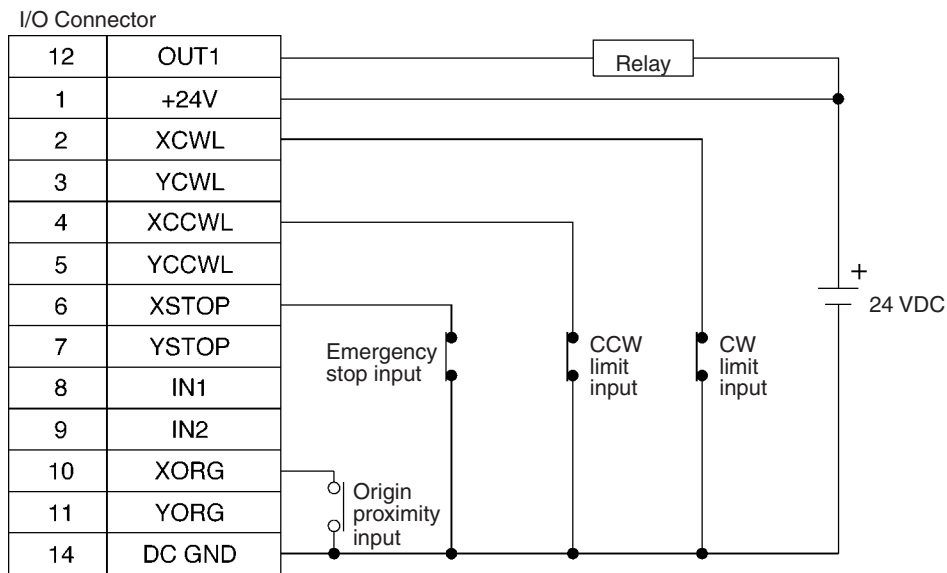 I/O Connector
12 OUT1
Relay
1 +24V
2 XCWL
3 YCWL
4 XCCWL
5 YCCWL
+
6 XSTOP
24 VDC
7 YSTOP
Emergency
stop input
CCW
limit
input
CW
limit
input
8 IN1
9 IN2
10 XORG
Origin
proximity
input
11 YORG
14 DC GND